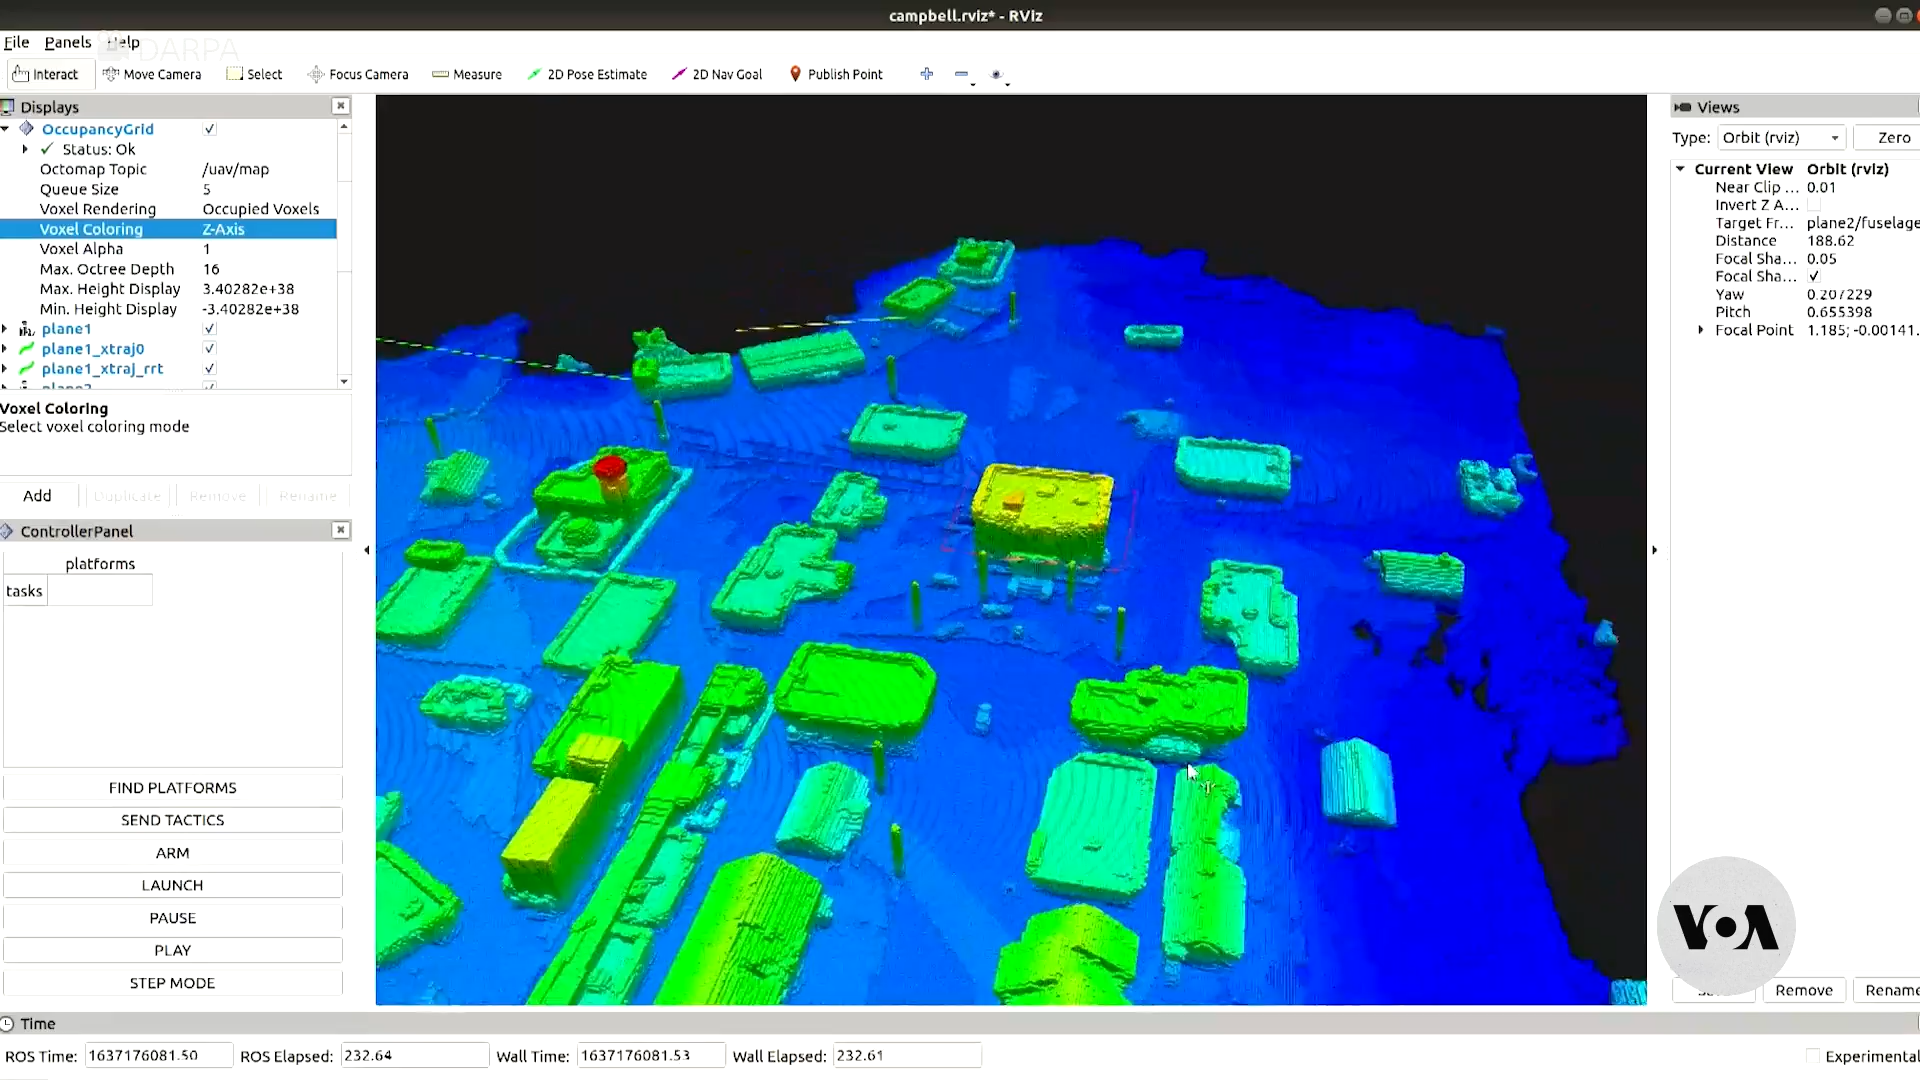 campbell.rviz* - RViz
File Panels Help
DARPA
Interact Move Camera Select Focus Camera Measure 2D Pose Estimate 2D Nav Goal Publish Point
Displays
OccupancyGrid
Status: Ok
Octomap Topic /uav/map
Queue Size 5
Voxel Rendering Occupied Voxels
Voxel Coloring Z-Axis
Voxel Alpha 1
Max. Octree Depth 16
Max. Height Display 3.40282e+38
Min. Height Display -3.40282e+38
plane1
plane1_xtraj0
plane1_xtraj_rrt
Voxel Coloring
Select voxel coloring mode
Add Duplicate Remove Rename
ControllerPanel
platforms
tasks
FIND PLATFORMS
SEND TACTICS
ARM
LAUNCH
PAUSE
PLAY
STEP MODE
Views
Type: Orbit (rviz) Zero
Current View Orbit (rviz)
Near Clip ... 0.01
Invert Z A...
Target Fr... plane2/fuselage
Distance 188.62
Focal Sha... 0.05
Focal Sha...
Yaw 0.207229
Pitch 0.655398
Focal Point 1.185; -0.00141.
VOA
Remove Rename
Time
ROS Time: 1637176081.50 ROS Elapsed: 232.64 Wall Time: 1637176081.53 Wall Elapsed: 232.61
Experimental